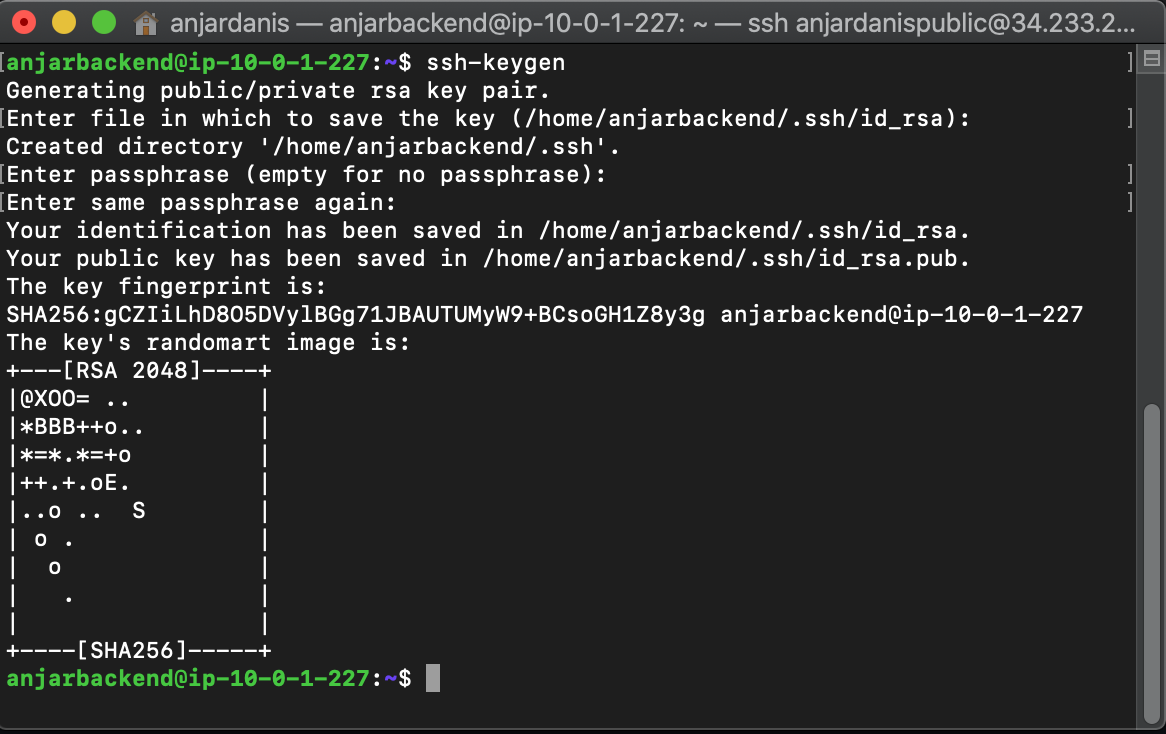 anjardanis — anjarbackend@ip-10-0-1-227: ~ — ssh anjardanispublic@34.233.2...
[anjarbackend@ip-10-0-1-227:~$ ssh-keygen ]
Generating public/private rsa key pair.
[Enter file in which to save the key (/home/anjarbackend/.ssh/id_rsa): ]
Created directory '/home/anjarbackend/.ssh'.
[Enter passphrase (empty for no passphrase): ]
[Enter same passphrase again: ]
Your identification has been saved in /home/anjarbackend/.ssh/id_rsa.
Your public key has been saved in /home/anjarbackend/.ssh/id_rsa.pub.
The key fingerprint is:
SHA256:gCZIiLhD8O5DVylBGg71JBAUTUMyW9+BCsoGH1Z8y3g anjarbackend@ip-10-0-1-227
The key's randomart image is:
+---[RSA 2048]----+
|@XOO= ..         |
|*BBB++o..        |
|*=*.*=+o         |
|++.+.oE.         |
|..o ..  S        |
| o .             |
|  o              |
|   .             |
|                 |
+----[SHA256]-----+
anjarbackend@ip-10-0-1-227:~$